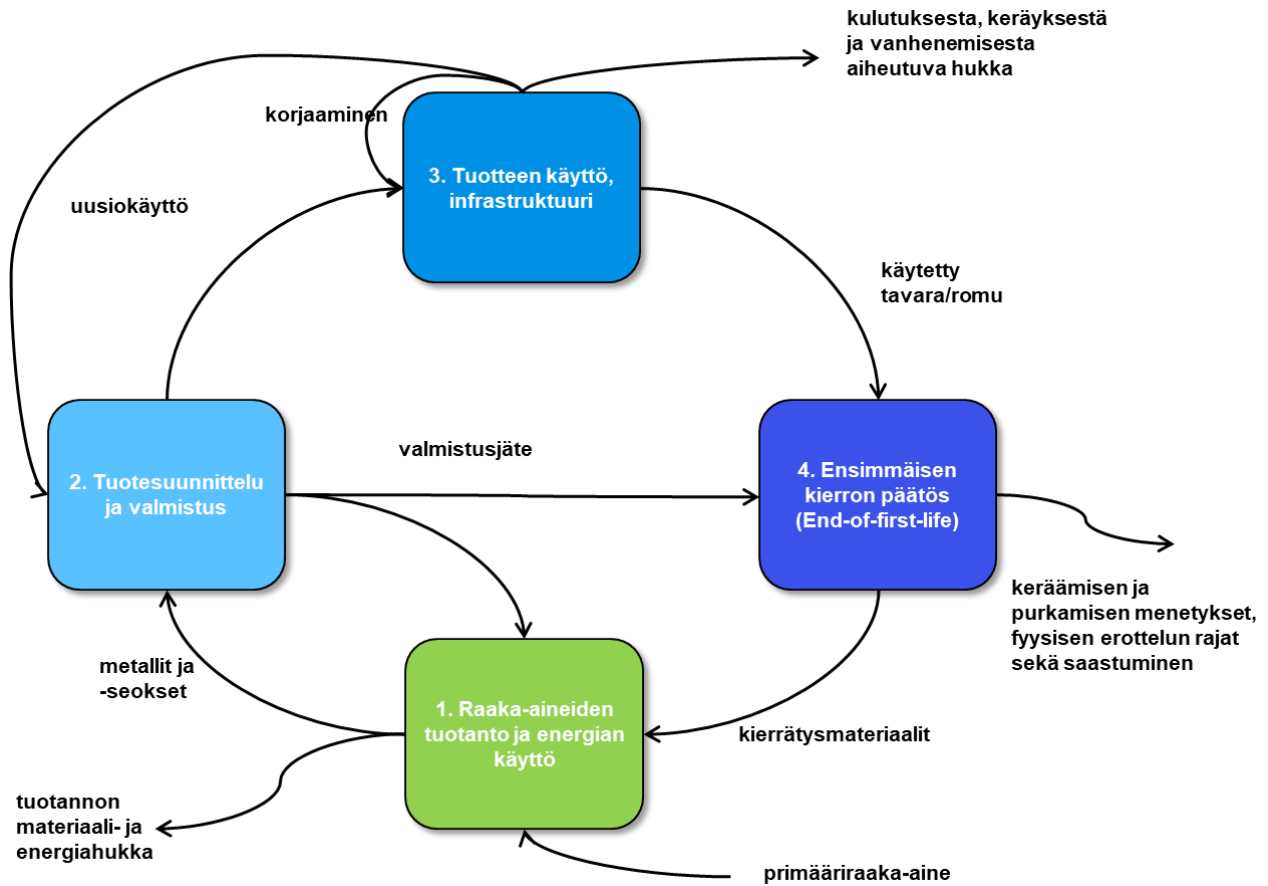 kulutuksesta, keräyksestä
ja vanhenemisesta
aiheutuva hukka
korjaaminen
3. Tuotteen käyttö,
infrastruktuuri
uusiokäyttö
käytetty
tavara/romu
valmistusjäte
2. Tuotesuunnittelu
ja valmistus
4. Ensimmäisen
kierron päätös
(End-of-first-life)
keräämisen ja
purkamisen menetykset,
fyysisen erottelun rajat
sekä saastuminen
metallit ja
-seokset
1. Raaka-aineiden
tuotanto ja energian
käyttö
kierrätysmateriaalit
tuotannon
materiaali- ja
energiahukka
primääriraaka-aine